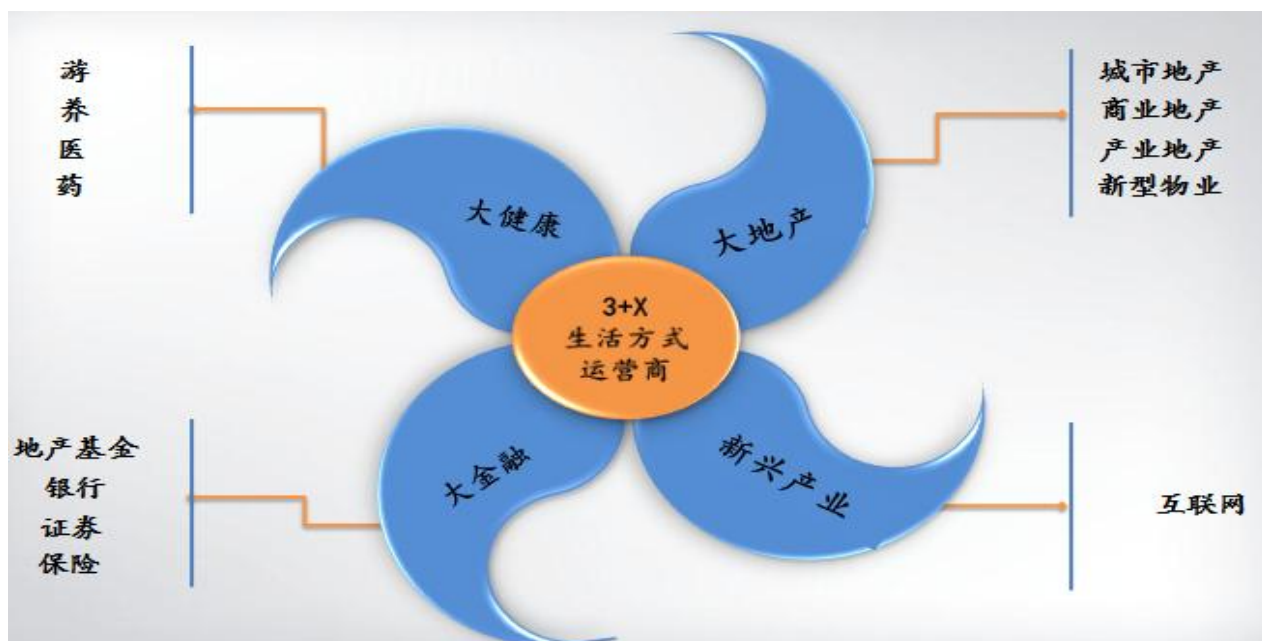 游
养
医
药
大健康
大地产
城市地产
商业地产
产业地产
新型物业
3+X
生活方式
运营商
地产基金
银行
证券
保险
大金融
新兴产业
互联网